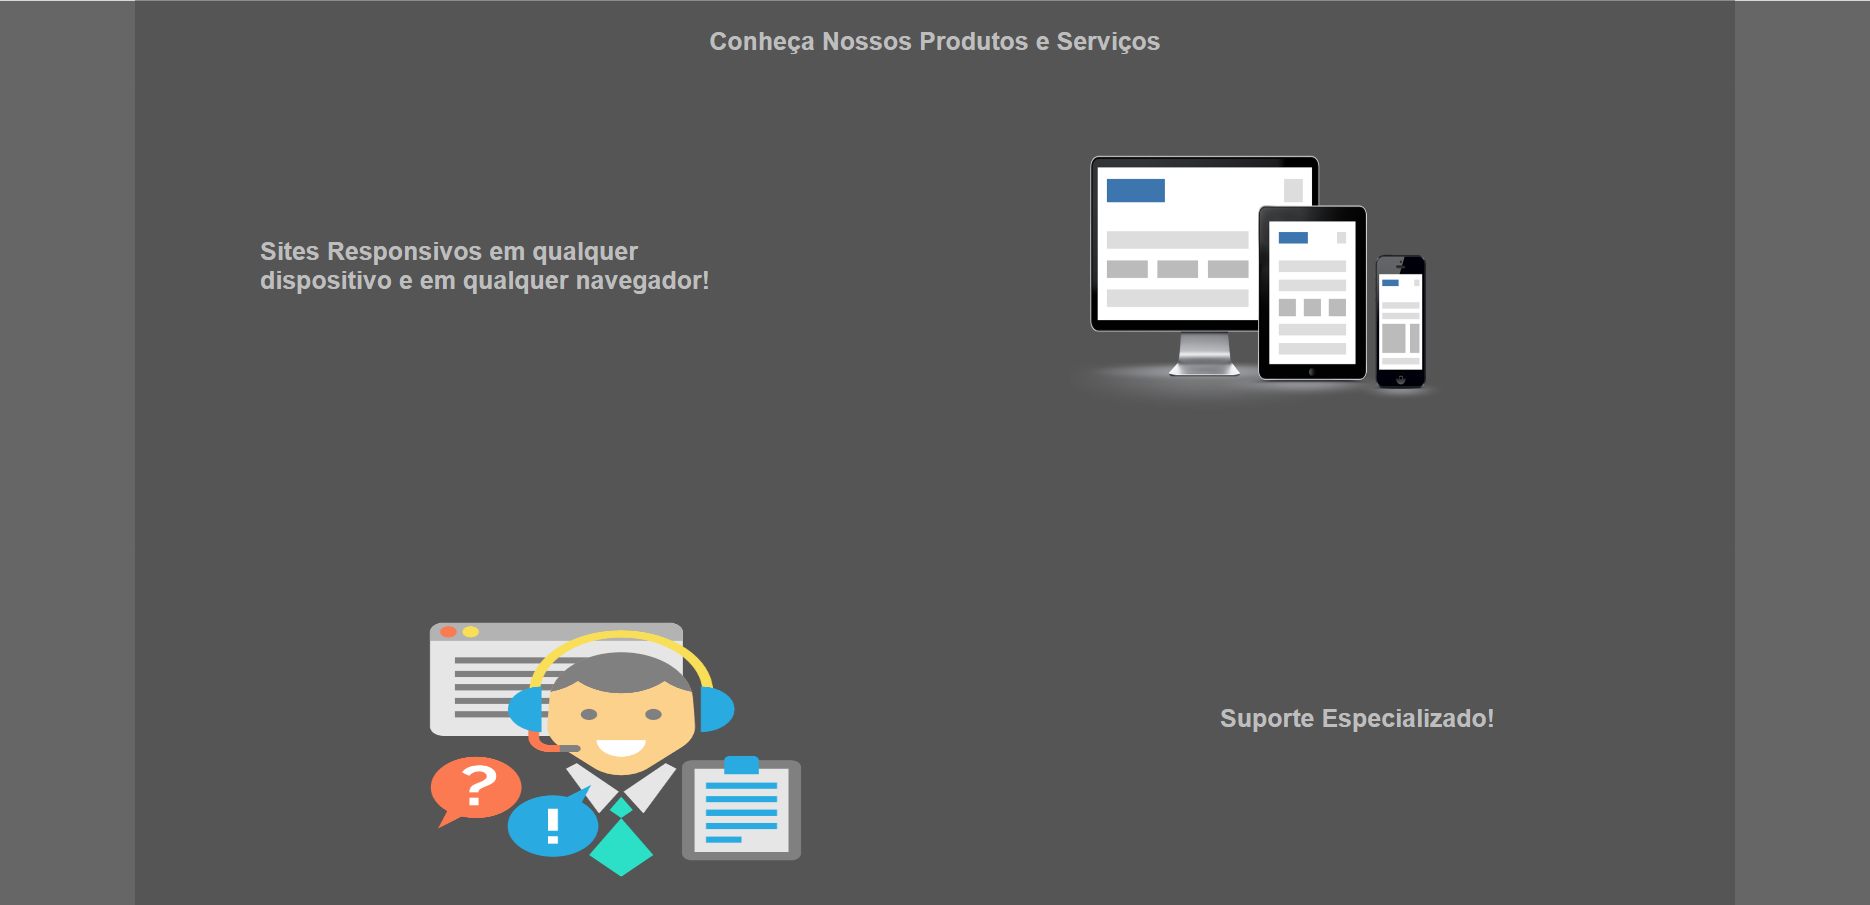 Conheça Nossos Produtos e Serviços
Sites Responsivos em qualquer
dispositivo e em qualquer navegador!
?
!
Suporte Especializado!